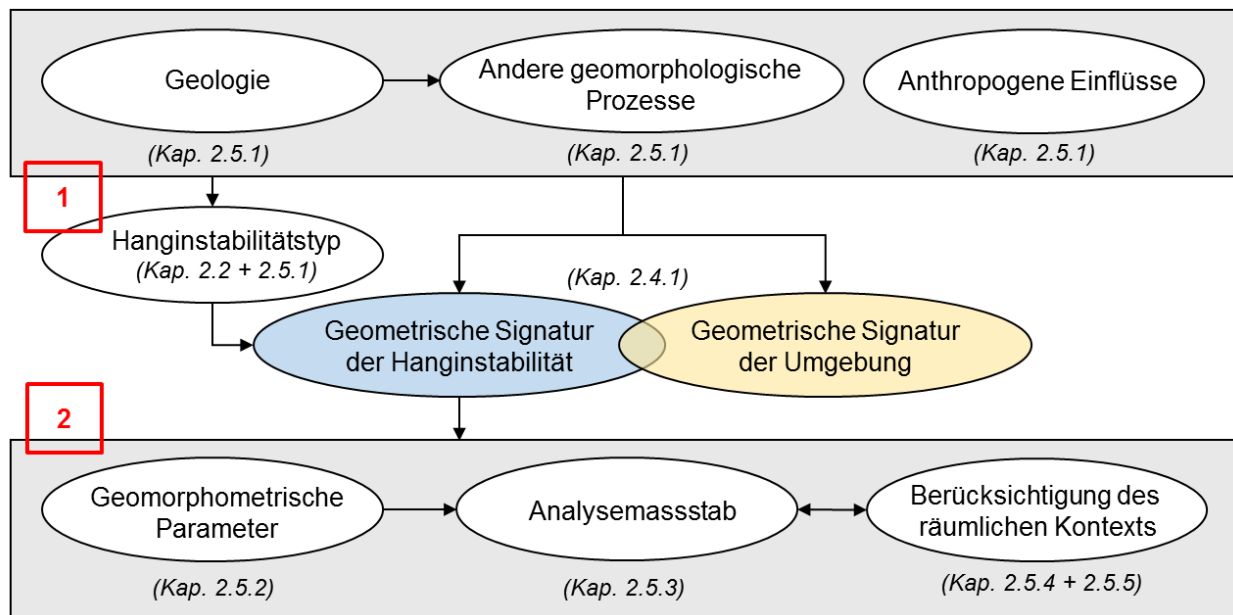 Geologie
Andere geomorphologische
Prozesse
Anthropogene Einflüsse
(Kap. 2.5.1)
(Kap. 2.5.1)
(Kap. 2.5.1)
1
Hanginstabilitätstyp
(Kap. 2.2 + 2.5.1)
(Kap. 2.4.1)
Geometrische Signatur
der Hanginstabilität
Geometrische Signatur
der Umgebung
2
Geomorphometrische
Parameter
Analysemassstab
Berücksichtigung des
räumlichen Kontexts
(Kap. 2.5.2)
(Kap. 2.5.3)
(Kap. 2.5.4 + 2.5.5)